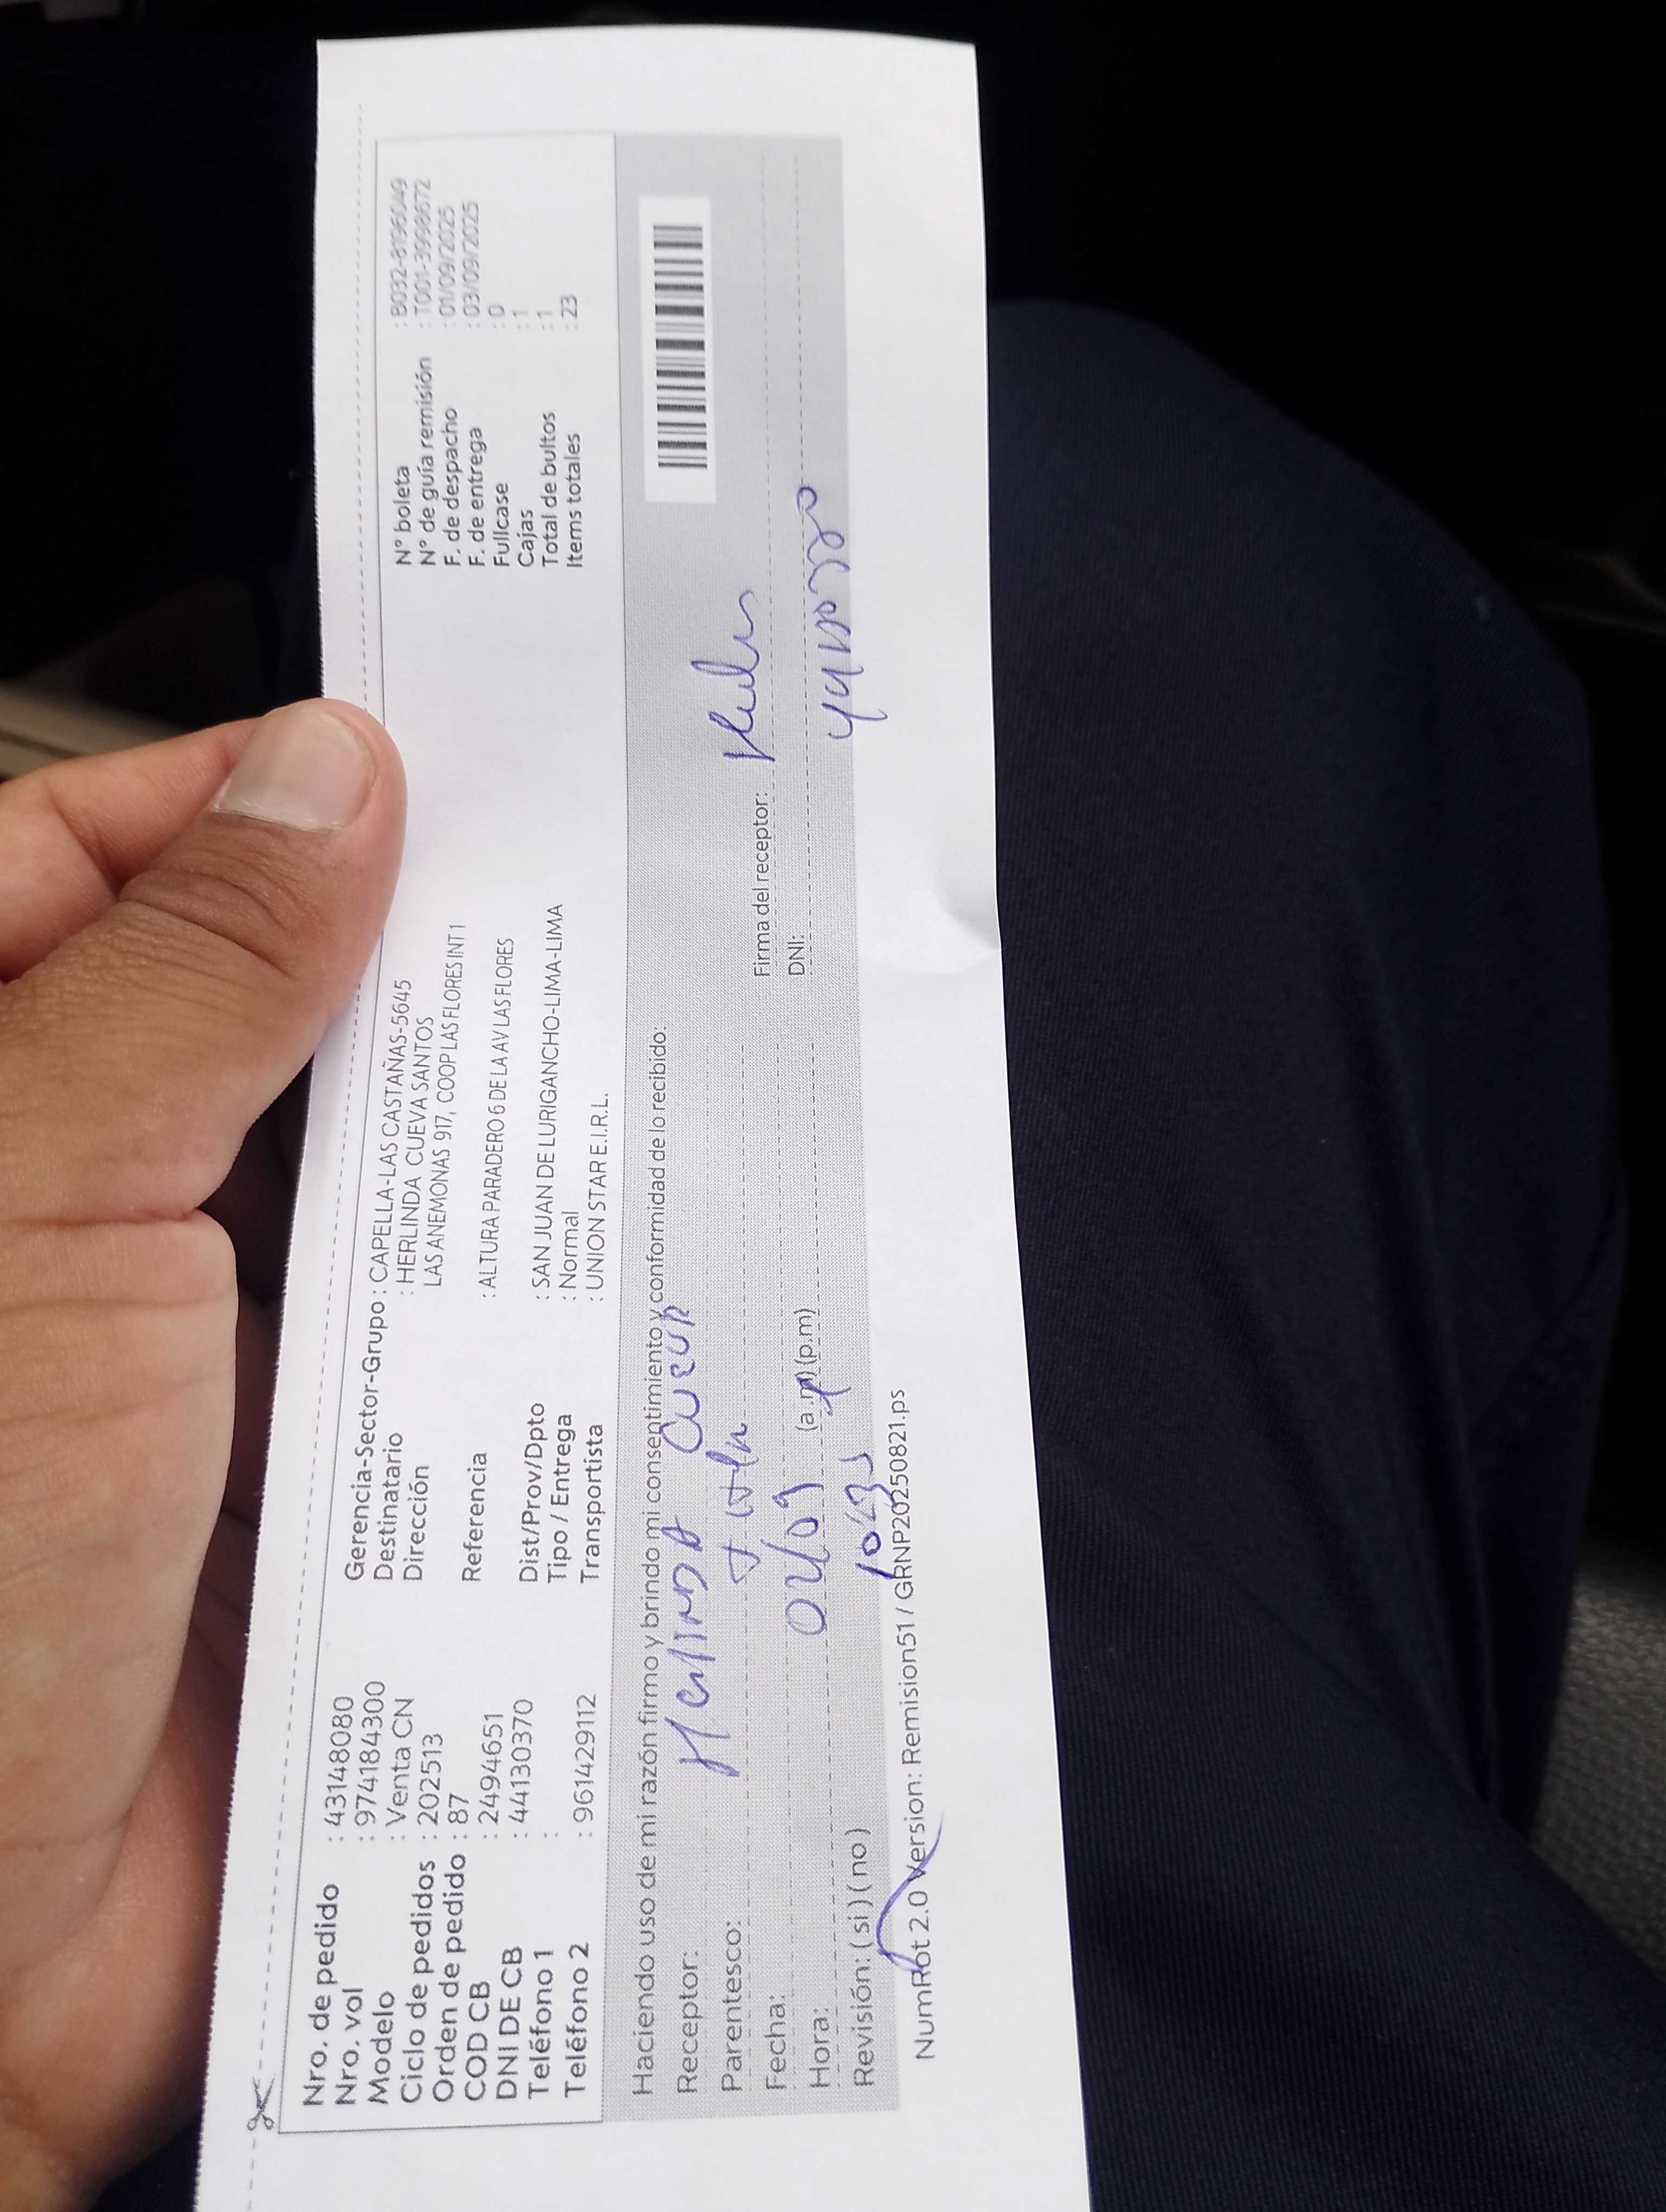 Nro. de pedido : 43148080
Nro. vol : 974184300
Modelo : Venta CN
Ciclo de pedidos : 202513
Orden de pedido : 87
COD CB : 2494651
DNI DE CB : 44130370
Teléfono 1 :
Teléfono 2 : 961429112
Gerencia-Sector-Grupo : CAPELLA-LAS CASTAÑAS-5645
Destinatario : HERLINDA CUEVA SANTOS
Dirección LAS ANEMONAS 917, COOP LAS FLORES INT 1
Referencia : ALTURA PARADERO 6 DE LA AV LAS FLORES
Dist/Prov/Dpto : SAN JUAN DE LURIGANCHO-LIMA-LIMA
Tipo / Entrega : Normal
Transportista : UNION STAR E.I.R.L.
N° boleta : B032-8196049
N° de guía remisión : T001-3998672
F. de despacho : 01/09/2025
F. de entrega : 03/09/2025
Fullcase : 0
Cajas : 1
Total de bultos : 1
Items totales : 23
Haciendo uso de mi razón firmo y brindo mi consentimiento y conformidad de lo recibido:
Receptor: Herlinda Cueva
Parentesco:
Fecha:
Hora: (a.m) (p.m)
Revisión: (si) (no)
Firma del receptor:
DNI:
NumRot 2.0 Version: Remision51 / GRNP20250821.ps